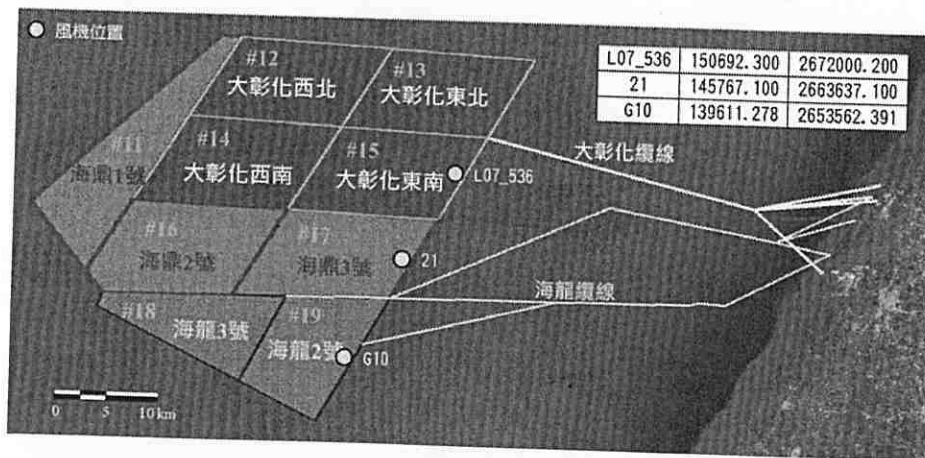 風機位置
L07_536 150692.300 2672000.200
21 145767.100 2663637.100
G10 139611.278 2653562.391
#12
大彰化西北
#13
大彰化東北
#11
海鼎1號
#14
大彰化西南
#15
大彰化東南
L07_536
大彰化纜線
#16
海鼎2號
#17
海鼎3號
21
海龍纜線
#18
海龍3號
#19
海龍2號
G10
0 5 10 km